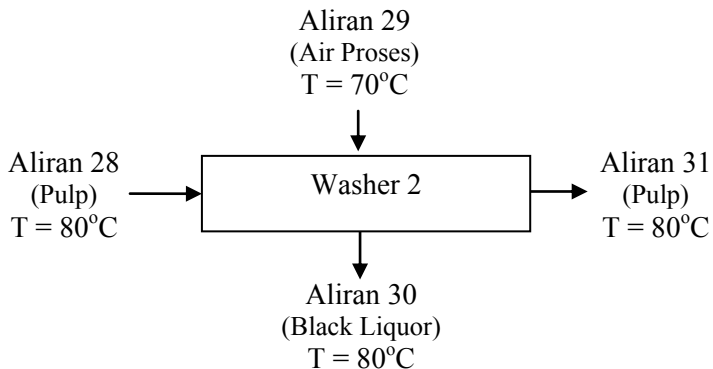 Aliran 29
(Air Proses)
T = 70°C
Aliran 28
(Pulp)
T = 80°C
Washer 2
Aliran 31
(Pulp)
T = 80°C
Aliran 30
(Black Liquor)
T = 80°C